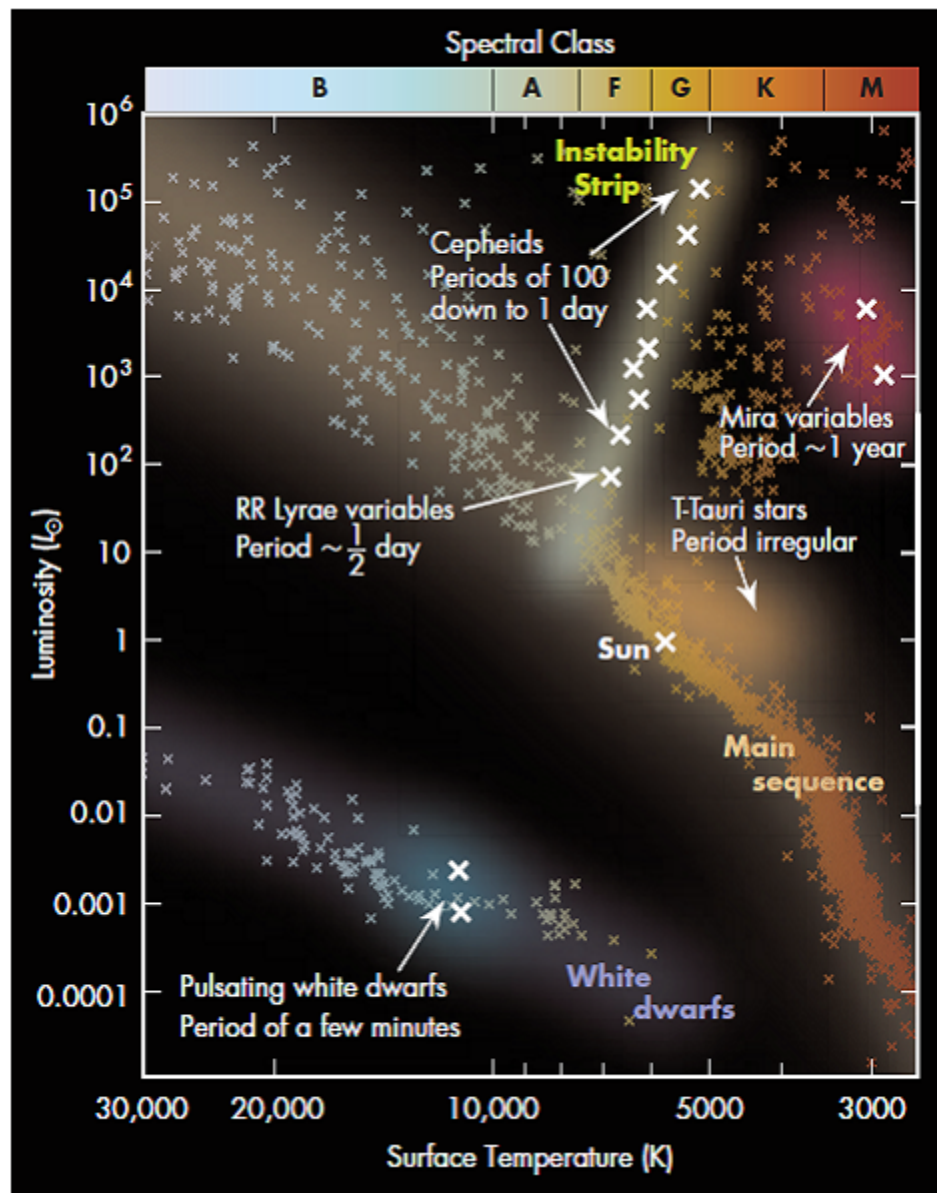 Spectral Class
B A F G K M
10⁶
Instability
Strip
10⁵
Cepheids
Periods of 100
down to 1 day
10⁴
10³
Mira variables
Period ~1 year
10²
RR Lyrae variables
Period ~ 1/2 day
T-Tauri stars
Period irregular
10
Luminosity (L☉)
1
Sun
0.1
Main
sequence
0.01
0.001
Pulsating white dwarfs
Period of a few minutes
White
dwarfs
0.0001
30,000 20,000 10,000 5000 3000
Surface Temperature (K)